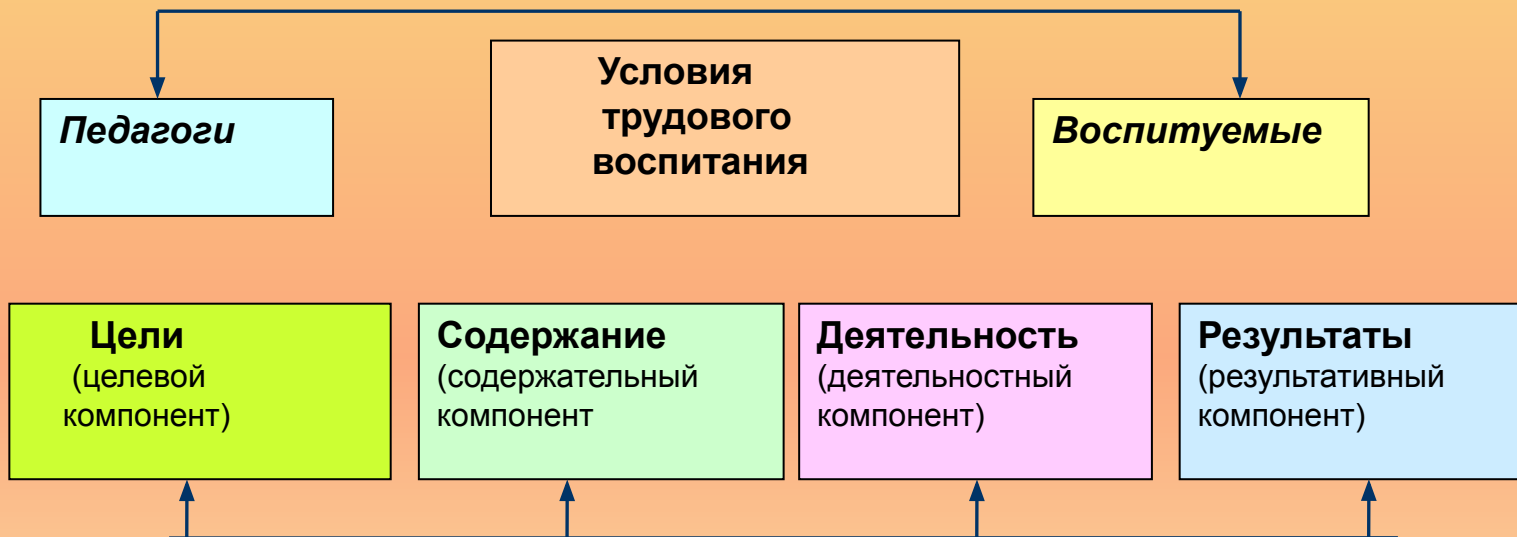 Педагоги
Условия
трудового
воспитания
Воспитуемые
Цели
(целевой
компонент)
Содержание
(содержательный
компонент
Деятельность
(деятельностный
компонент)
Результаты
(результативный
компонент)